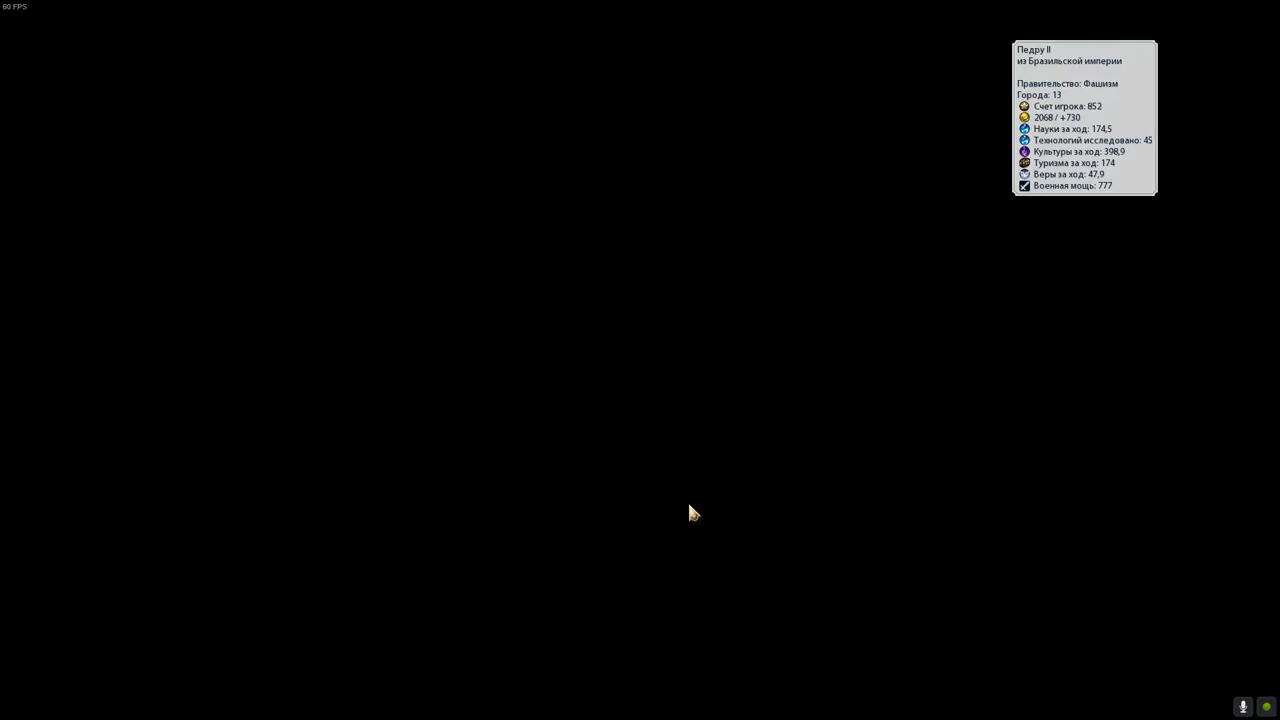 60 FPS
Педру II
из Бразильской империи
Правительство: Фашизм
Города: 13
Счет игрока: 852
2068 / +730
Науки за ход: 174,5
Технологий исследовано: 45
Культуры за ход: 398,9
Туризма за ход: 174
Веры за ход: 47,9
Военная мощь: 777